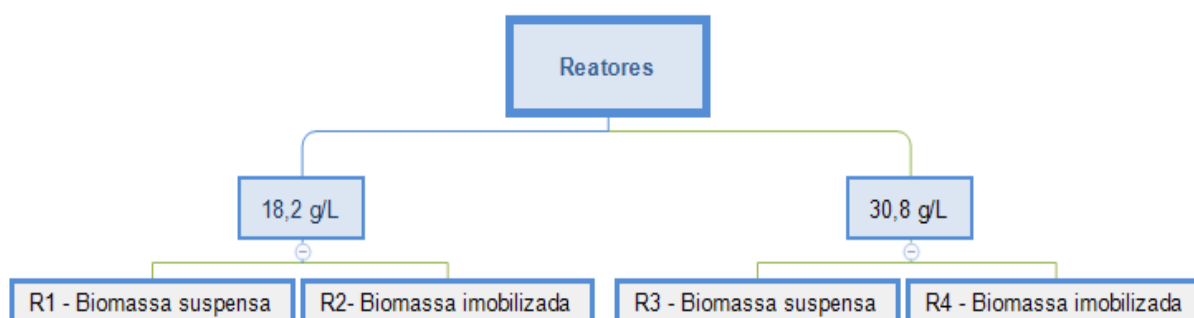 Reatores
18,2 g/L
30,8 g/L
R1 - Biomassa suspensa
R2- Biomassa imobilizada
R3 - Biomassa suspensa
R4 - Biomassa imobilizada